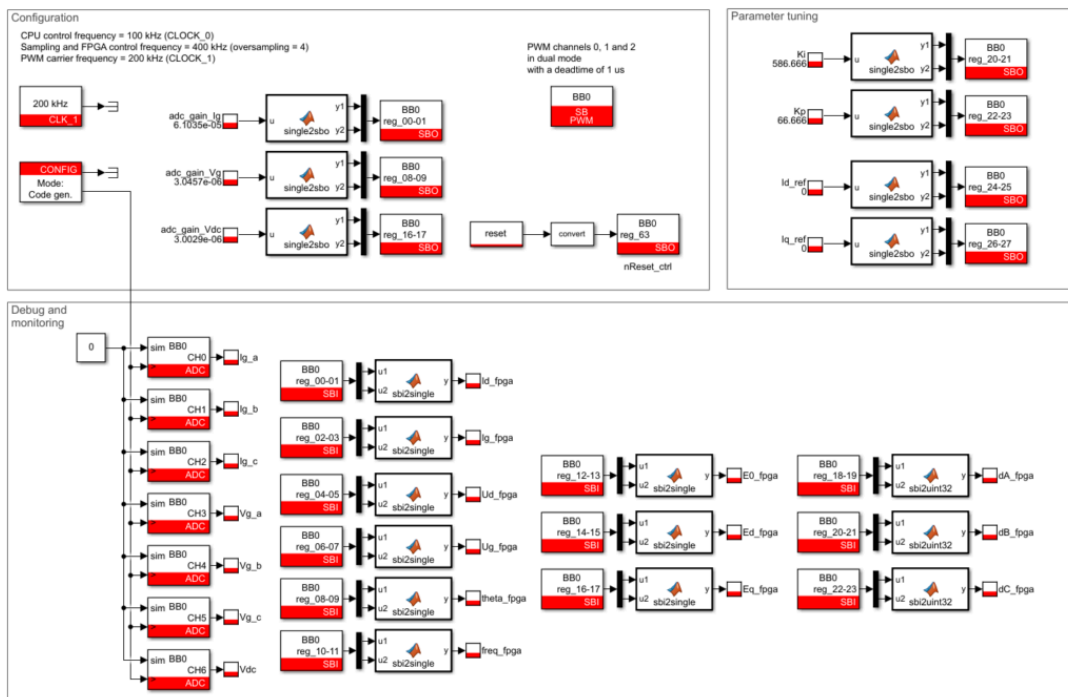 Configuration
CPU control frequency = 100 kHz (CLOCK_0)
Sampling and FPGA control frequency = 400 kHz (oversampling = 4)
PWM carrier frequency = 200 kHz (CLOCK_1)
200 kHz
CLK_1
CONFIG
Mode:
Code gen.
adc_gain_Ig
6.1035e-05
u
single2sbo
y1
y2
BB0
reg_00-01
SBO
adc_gain_Vg
3.0457e-06
u
single2sbo
y1
y2
BB0
reg_08-09
SBO
adc_gain_Vdc
3.0029e-06
u
single2sbo
y1
y2
BB0
reg_16-17
SBO
PWM channels 0, 1 and 2
in dual mode
with a deadtime of 1 us
BB0
SB
PWM
reset
convert
BB0
reg_63
SBO
nReset_ctrl
Parameter tuning
Ki
586.666
u
single2sbo
y1
y2
BB0
reg_20-21
SBO
Kp
66.666
u
single2sbo
y1
y2
BB0
reg_22-23
SBO
Id_ref
0
u
single2sbo
y1
y2
BB0
reg_24-25
SBO
Iq_ref
0
u
single2sbo
y1
y2
BB0
reg_26-27
SBO
Debug and
monitoring
0
sim BB0
CH0
ADC
Ig_a
sim BB0
CH1
ADC
Ig_b
sim BB0
CH2
ADC
Ig_c
sim BB0
CH3
ADC
Vg_a
sim BB0
CH4
ADC
Vg_b
sim BB0
CH5
ADC
Vg_c
sim BB0
CH6
ADC
Vdc
BB0
reg_00-01
SBI
u1
u2
y
sbi2single
Id_fpga
BB0
reg_02-03
SBI
u1
u2
y
sbi2single
Iq_fpga
BB0
reg_04-05
SBI
u1
u2
y
sbi2single
Ud_fpga
BB0
reg_06-07
SBI
u1
u2
y
sbi2single
Uq_fpga
BB0
reg_08-09
SBI
u1
u2
y
sbi2single
theta_fpga
BB0
reg_10-11
SBI
u1
u2
y
sbi2single
freq_fpga
BB0
reg_12-13
SBI
u1
u2
y
sbi2single
E0_fpga
BB0
reg_14-15
SBI
u1
u2
y
sbi2single
Ed_fpga
BB0
reg_16-17
SBI
u1
u2
y
sbi2single
Eq_fpga
BB0
reg_18-19
SBI
u1
u2
y
sbi2uint32
dA_fpga
BB0
reg_20-21
SBI
u1
u2
y
sbi2uint32
dB_fpga
BB0
reg_22-23
SBI
u1
u2
y
sbi2uint32
dC_fpga